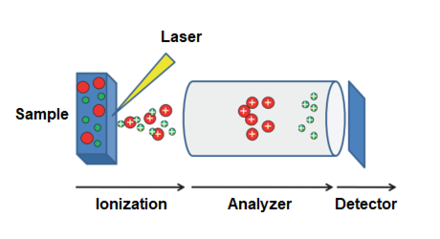 Laser
Sample
Ionization
Analyzer
Detector